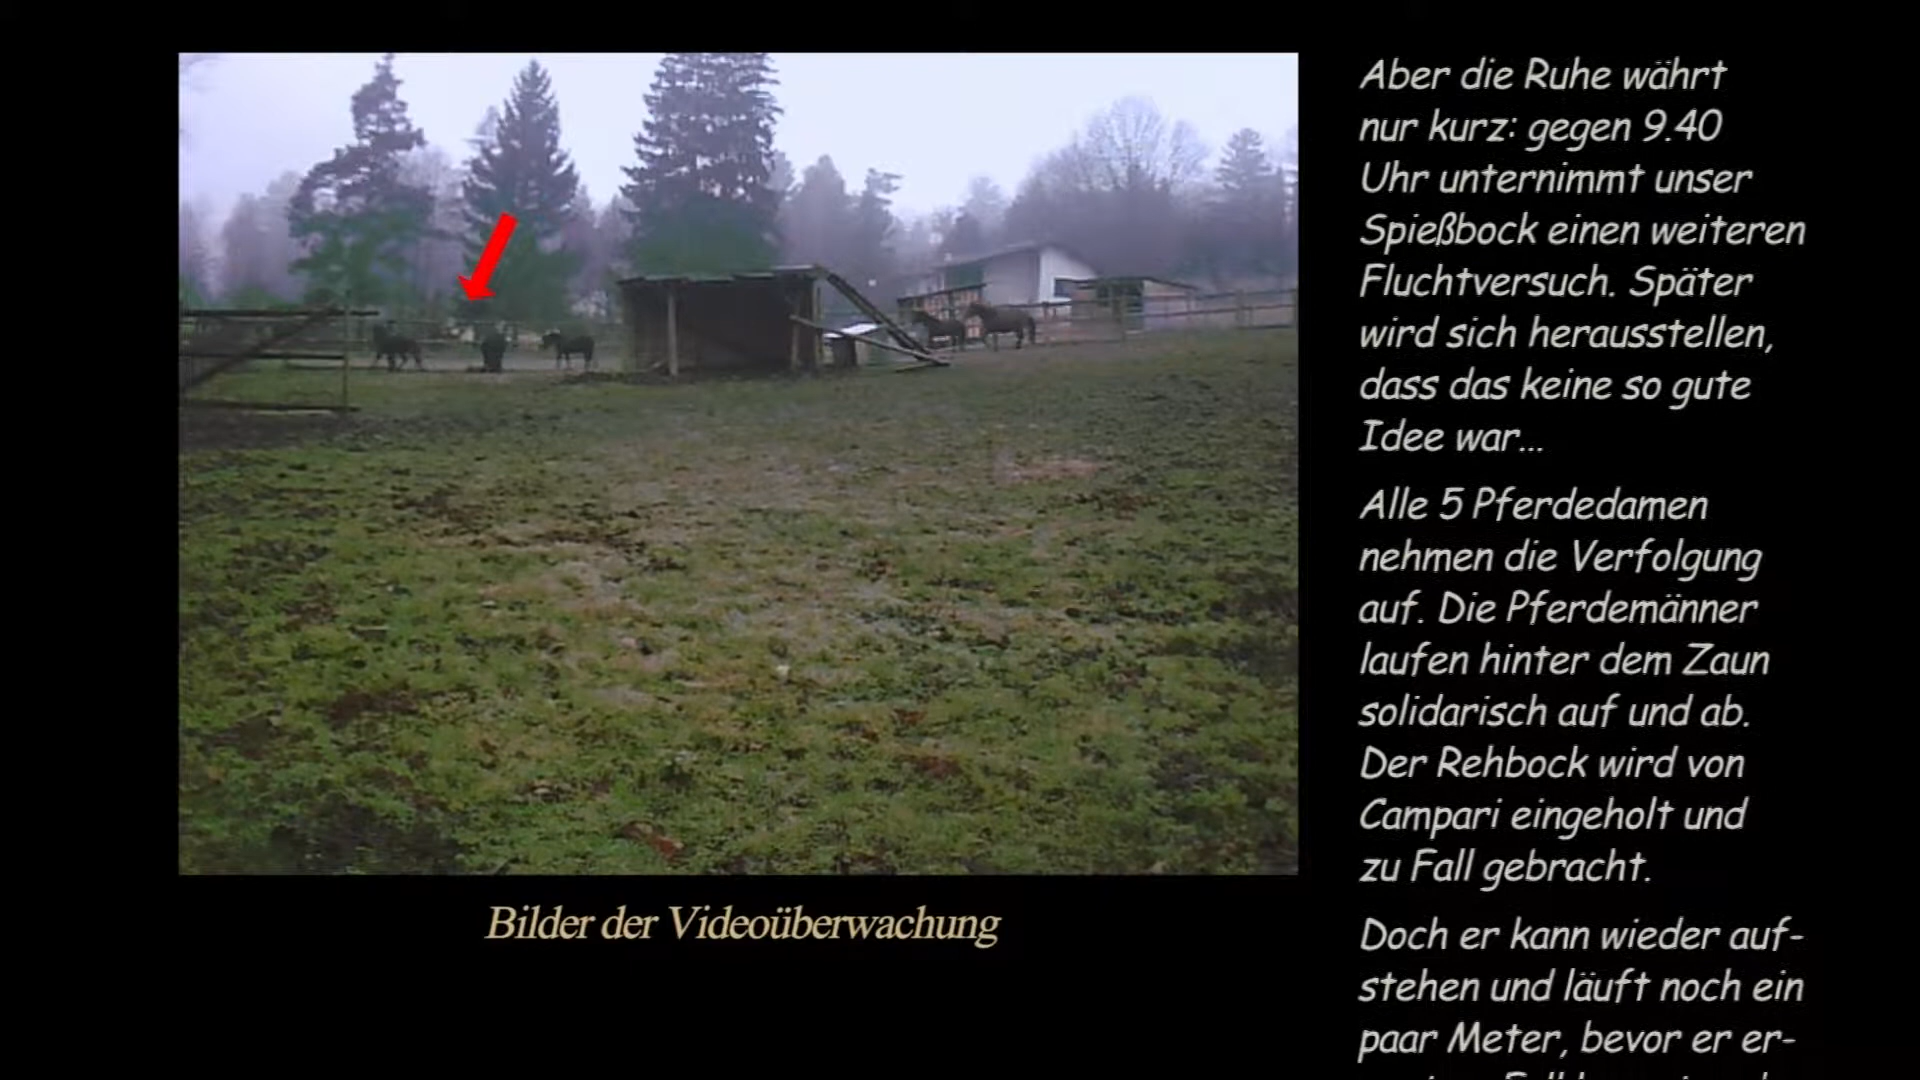 Aber die Ruhe währt
nur kurz: gegen 9.40
Uhr unternimmt unser
Spießbock einen weiteren
Fluchtversuch. Später
wird sich herausstellen,
dass das keine so gute
Idee war...
Alle 5 Pferdedamen
nehmen die Verfolgung
auf. Die Pferdemänner
laufen hinter dem Zaun
solidarisch auf und ab.
Der Rehbock wird von
Campari eingeholt und
zu Fall gebracht.
Doch er kann wieder auf-
stehen und läuft noch ein
paar Meter, bevor er er-
Bilder der Videoüberwachung